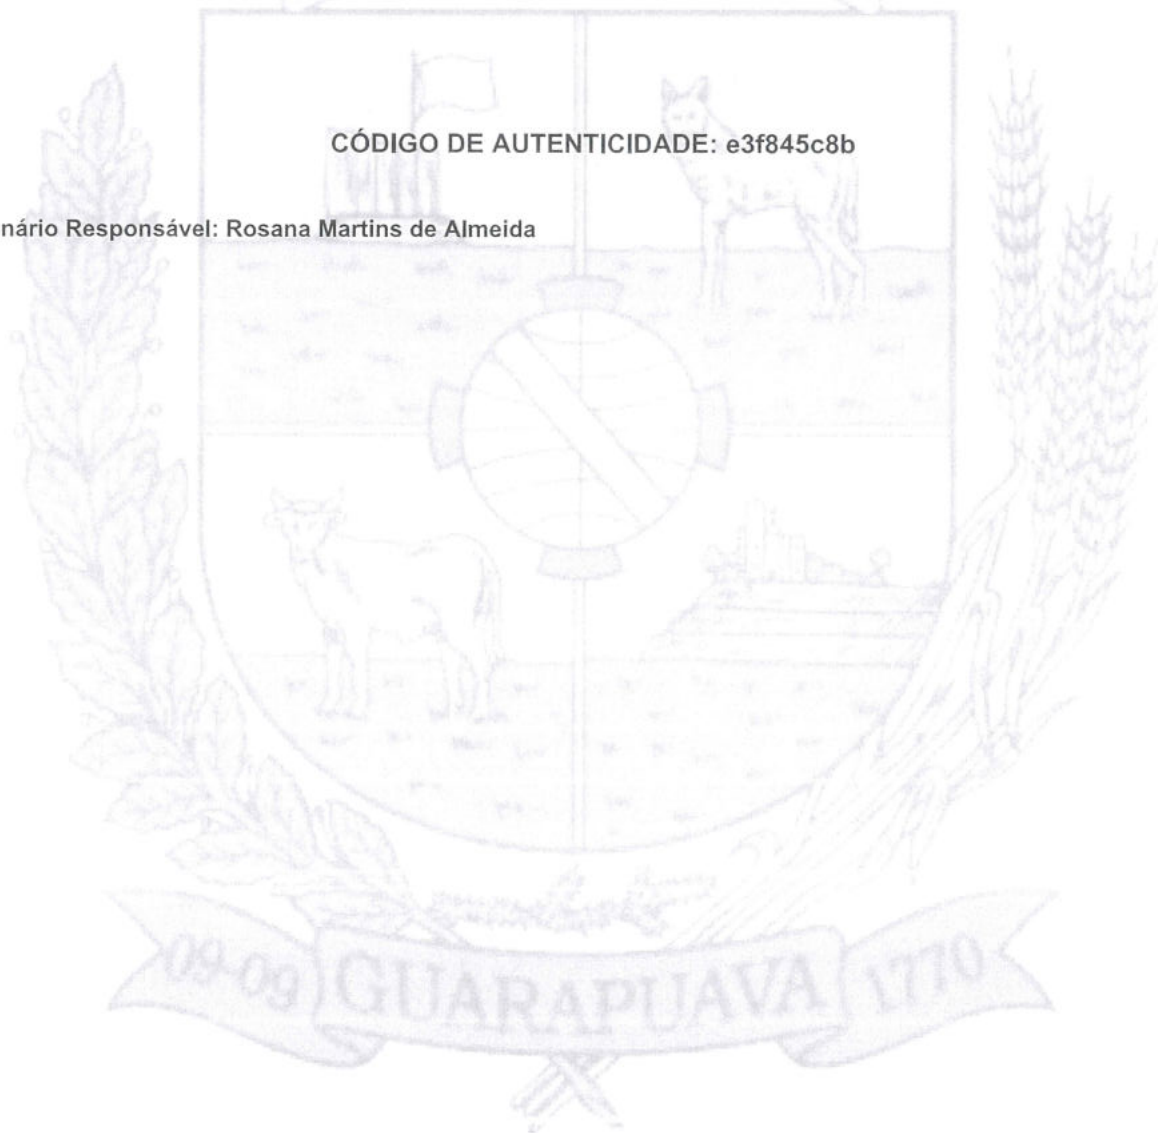 CÓDIGO DE AUTENTICIDADE: e3f845c8b
nário Responsável: Rosana Martins de Almeida
09-09 GUARAPUAVA 1770